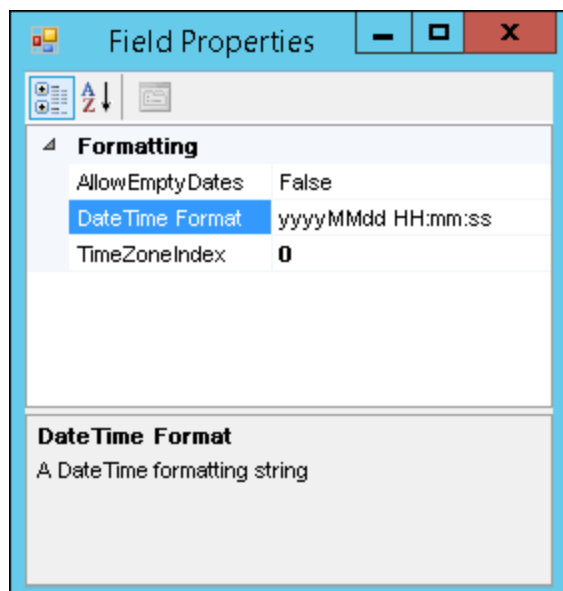 Field Properties
Formatting
AllowEmptyDates False
DateTime Format yyyyMMdd HH:mm:ss
TimeZoneIndex 0
DateTime Format
A DateTime formatting string